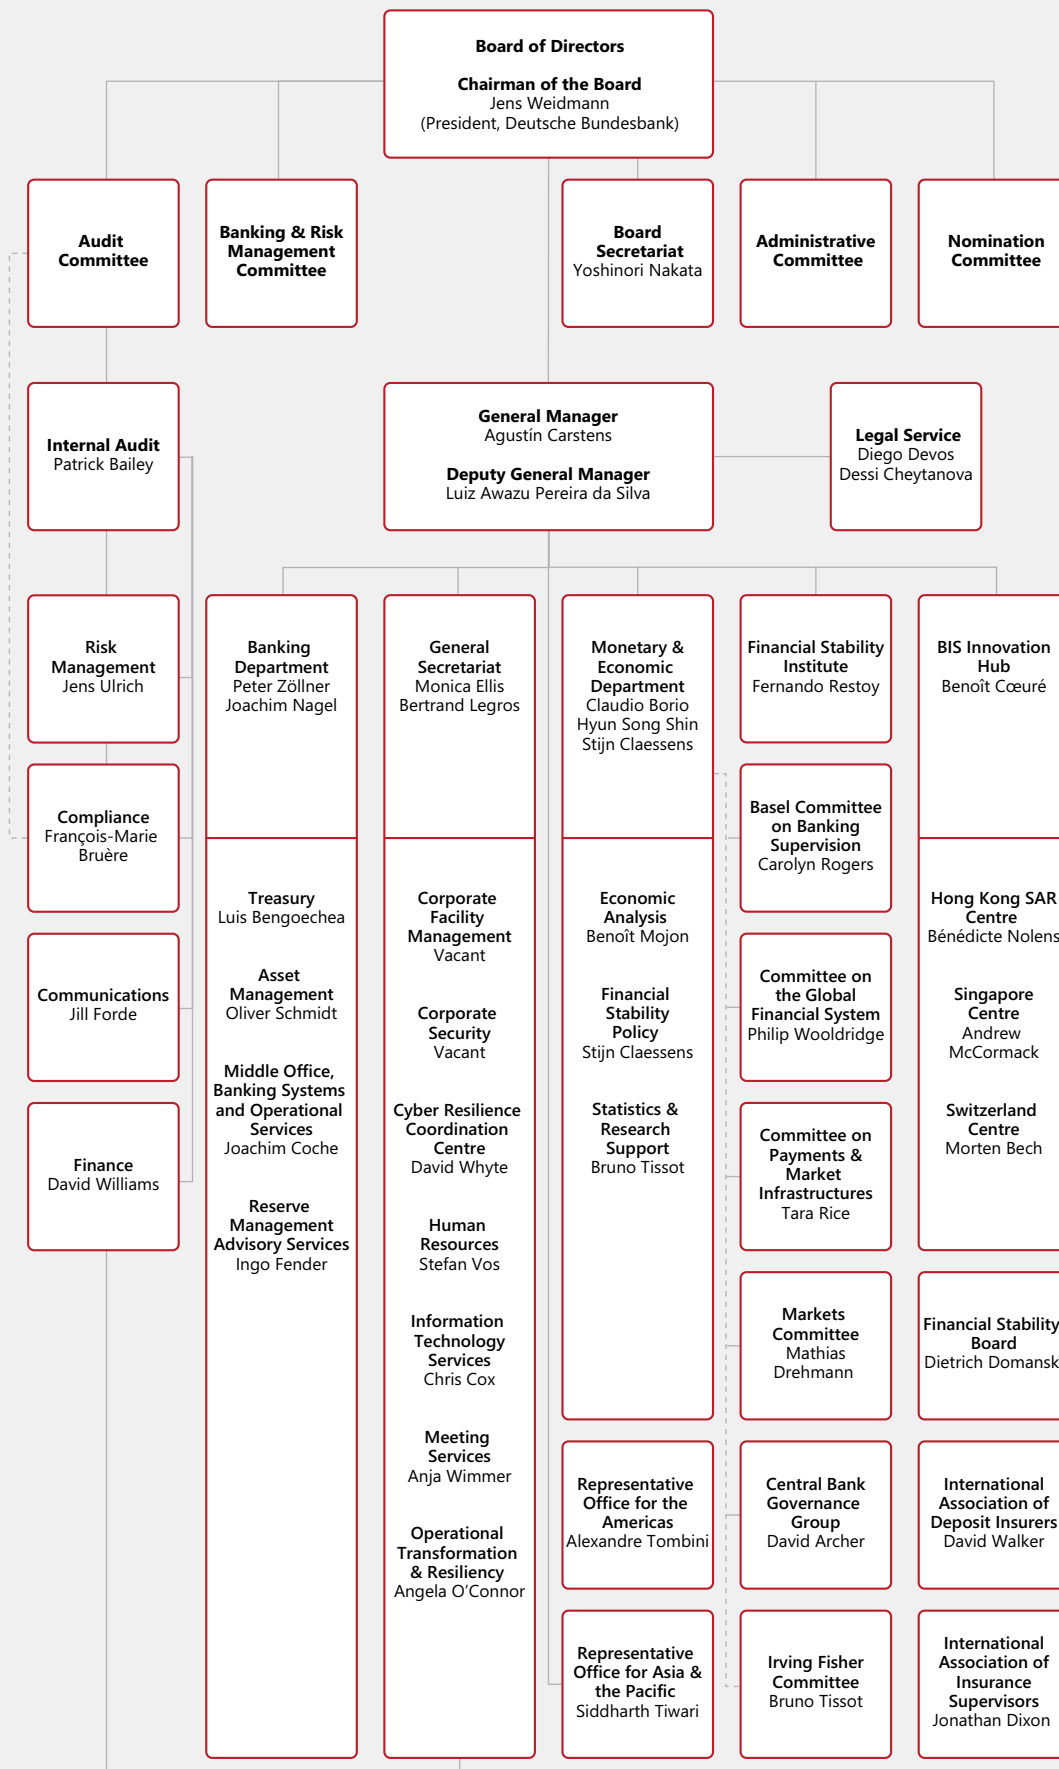 Board of Directors
Chairman of the Board
Jens Weidmann
(President, Deutsche Bundesbank)
Audit
Committee
Banking & Risk
Management
Committee
Board
Secretariat
Yoshinori Nakata
Administrative
Committee
Nomination
Committee
Internal Audit
Patrick Bailey
General Manager
Agustín Carstens
Deputy General Manager
Luiz Awazu Pereira da Silva
Legal Service
Diego Devos
Dessi Cheytanova
Risk
Management
Jens Ulrich
Compliance
François-Marie
Bruère
Communications
Jill Forde
Finance
David Williams
Banking
Department
Peter Zöllner
Joachim Nagel
Treasury
Luis Bengoechea
Asset
Management
Oliver Schmidt
Middle Office,
Banking Systems
and Operational
Services
Joachim Coche
Reserve
Management
Advisory Services
Ingo Fender
General
Secretariat
Monica Ellis
Bertrand Legros
Corporate
Facility
Management
Vacant
Corporate
Security
Vacant
Cyber Resilience
Coordination
Centre
David Whyte
Human
Resources
Stefan Vos
Information
Technology
Services
Chris Cox
Meeting
Services
Anja Wimmer
Operational
Transformation
& Resiliency
Angela O’Connor
Monetary &
Economic
Department
Claudio Borio
Hyun Song Shin
Stijn Claessens
Economic
Analysis
Benoît Mojon
Financial
Stability
Policy
Stijn Claessens
Statistics &
Research
Support
Bruno Tissot
Representative
Office for the
Americas
Alexandre Tombini
Representative
Office for Asia &
the Pacific
Siddharth Tiwari
Financial Stability
Institute
Fernando Restoy
Basel Committee
on Banking
Supervision
Carolyn Rogers
Committee on
the Global
Financial System
Philip Wooldridge
Committee on
Payments &
Market
Infrastructures
Tara Rice
Markets
Committee
Mathias
Drehmann
Central Bank
Governance
Group
David Archer
Irving Fisher
Committee
Bruno Tissot
BIS Innovation
Hub
Benoît Cœuré
Hong Kong SAR
Centre
Bénédicte Nolens
Singapore
Centre
Andrew
McCormack
Switzerland
Centre
Morten Bech
Financial Stability
Board
Dietrich Domansk
International
Association of
Deposit Insurers
David Walker
International
Association of
Insurance
Supervisors
Jonathan Dixon